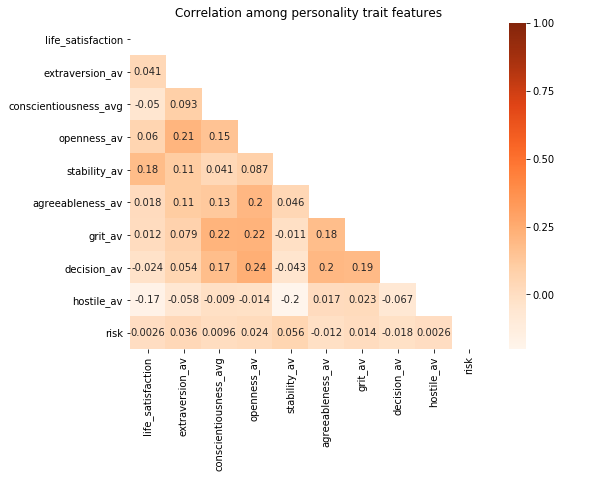 Correlation among personality trait features
life_satisfaction
extraversion_av 0.041
conscientiousness_avg -0.05 0.093
openness_av 0.06 0.21 0.15
stability_av 0.18 0.11 0.041 0.087
agreeableness_av 0.018 0.11 0.13 0.2 0.046
grit_av 0.012 0.079 0.22 0.22 -0.011 0.18
decision_av -0.024 0.054 0.17 0.24 -0.043 0.2 0.19
hostile_av -0.17 -0.058 -0.009 -0.014 -0.2 0.017 0.023 -0.067
risk 0.0026 0.036 0.0096 0.024 0.056 -0.012 0.014 -0.018 0.0026
life_satisfaction
extraversion_av
conscientiousness_avg
openness_av
stability_av
agreeableness_av
grit_av
decision_av
hostile_av
risk
1.00
0.75
0.50
0.25
0.00